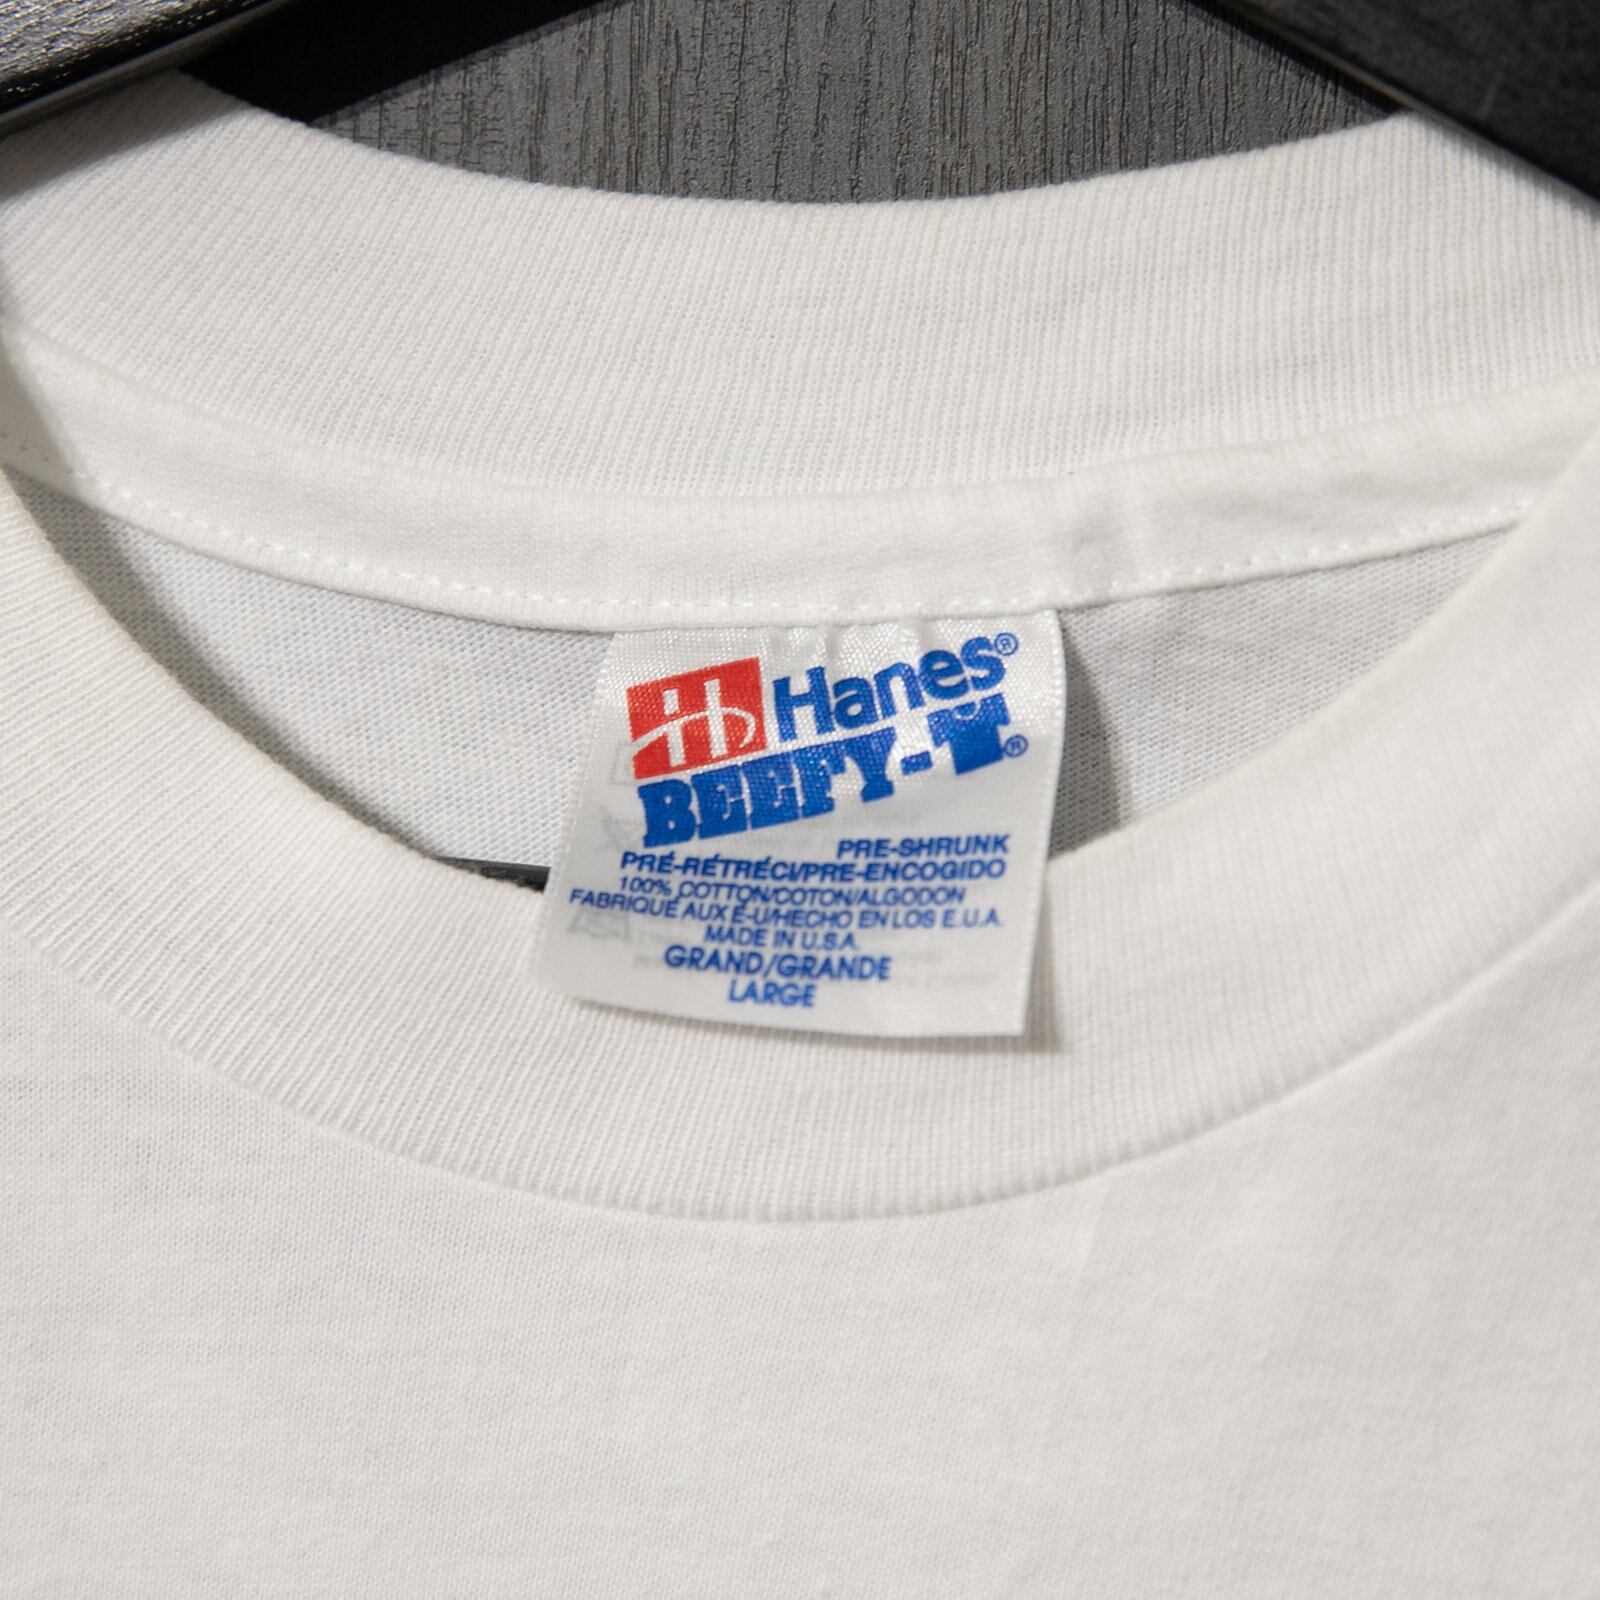 H Hanes®
BEEFY-T®
PRE-SHRUNK
PRÉ-RÉTRÉCI/PRE-ENCOGIDO
100% COTTON/COTON/ALGODON
FABRIQUÉ AUX É-U/HECHO EN LOS E.U.A.
MADE IN U.S.A.
GRAND/GRANDE
LARGE